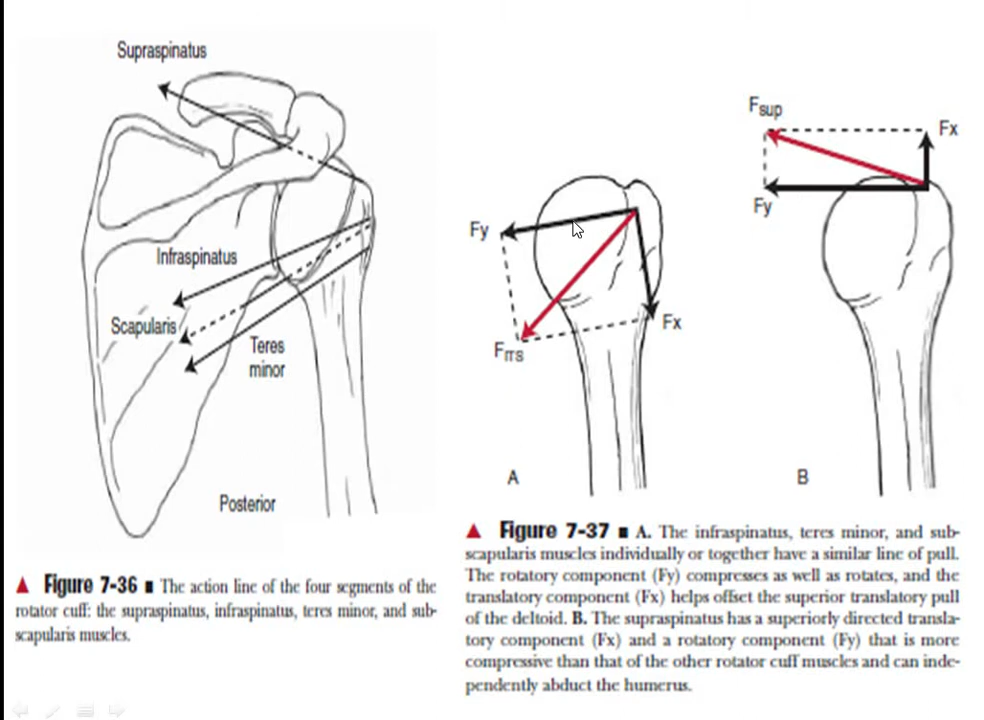 Supraspinatus
Infraspinatus
Scapularis
Teres
minor
Posterior
▲ Figure 7-36 ■ The action line of the four segments of the
rotator cuff: the supraspinatus, infraspinatus, teres minor, and sub-
scapularis muscles.
Fy
Fx
FITS
A
Fsup
Fx
Fy
B
▲ Figure 7-37 ■ A. The infraspinatus, teres minor, and sub-
scapularis muscles individually or together have a similar line of pull.
The rotatory component (Fy) compresses as well as rotates, and the
translatory component (Fx) helps offset the superior translatory pull
of the deltoid. B. The supraspinatus has a superiorly directed transla-
tory component (Fx) and a rotatory component (Fy) that is more
compressive than that of the other rotator cuff muscles and can inde-
pendently abduct the humerus.